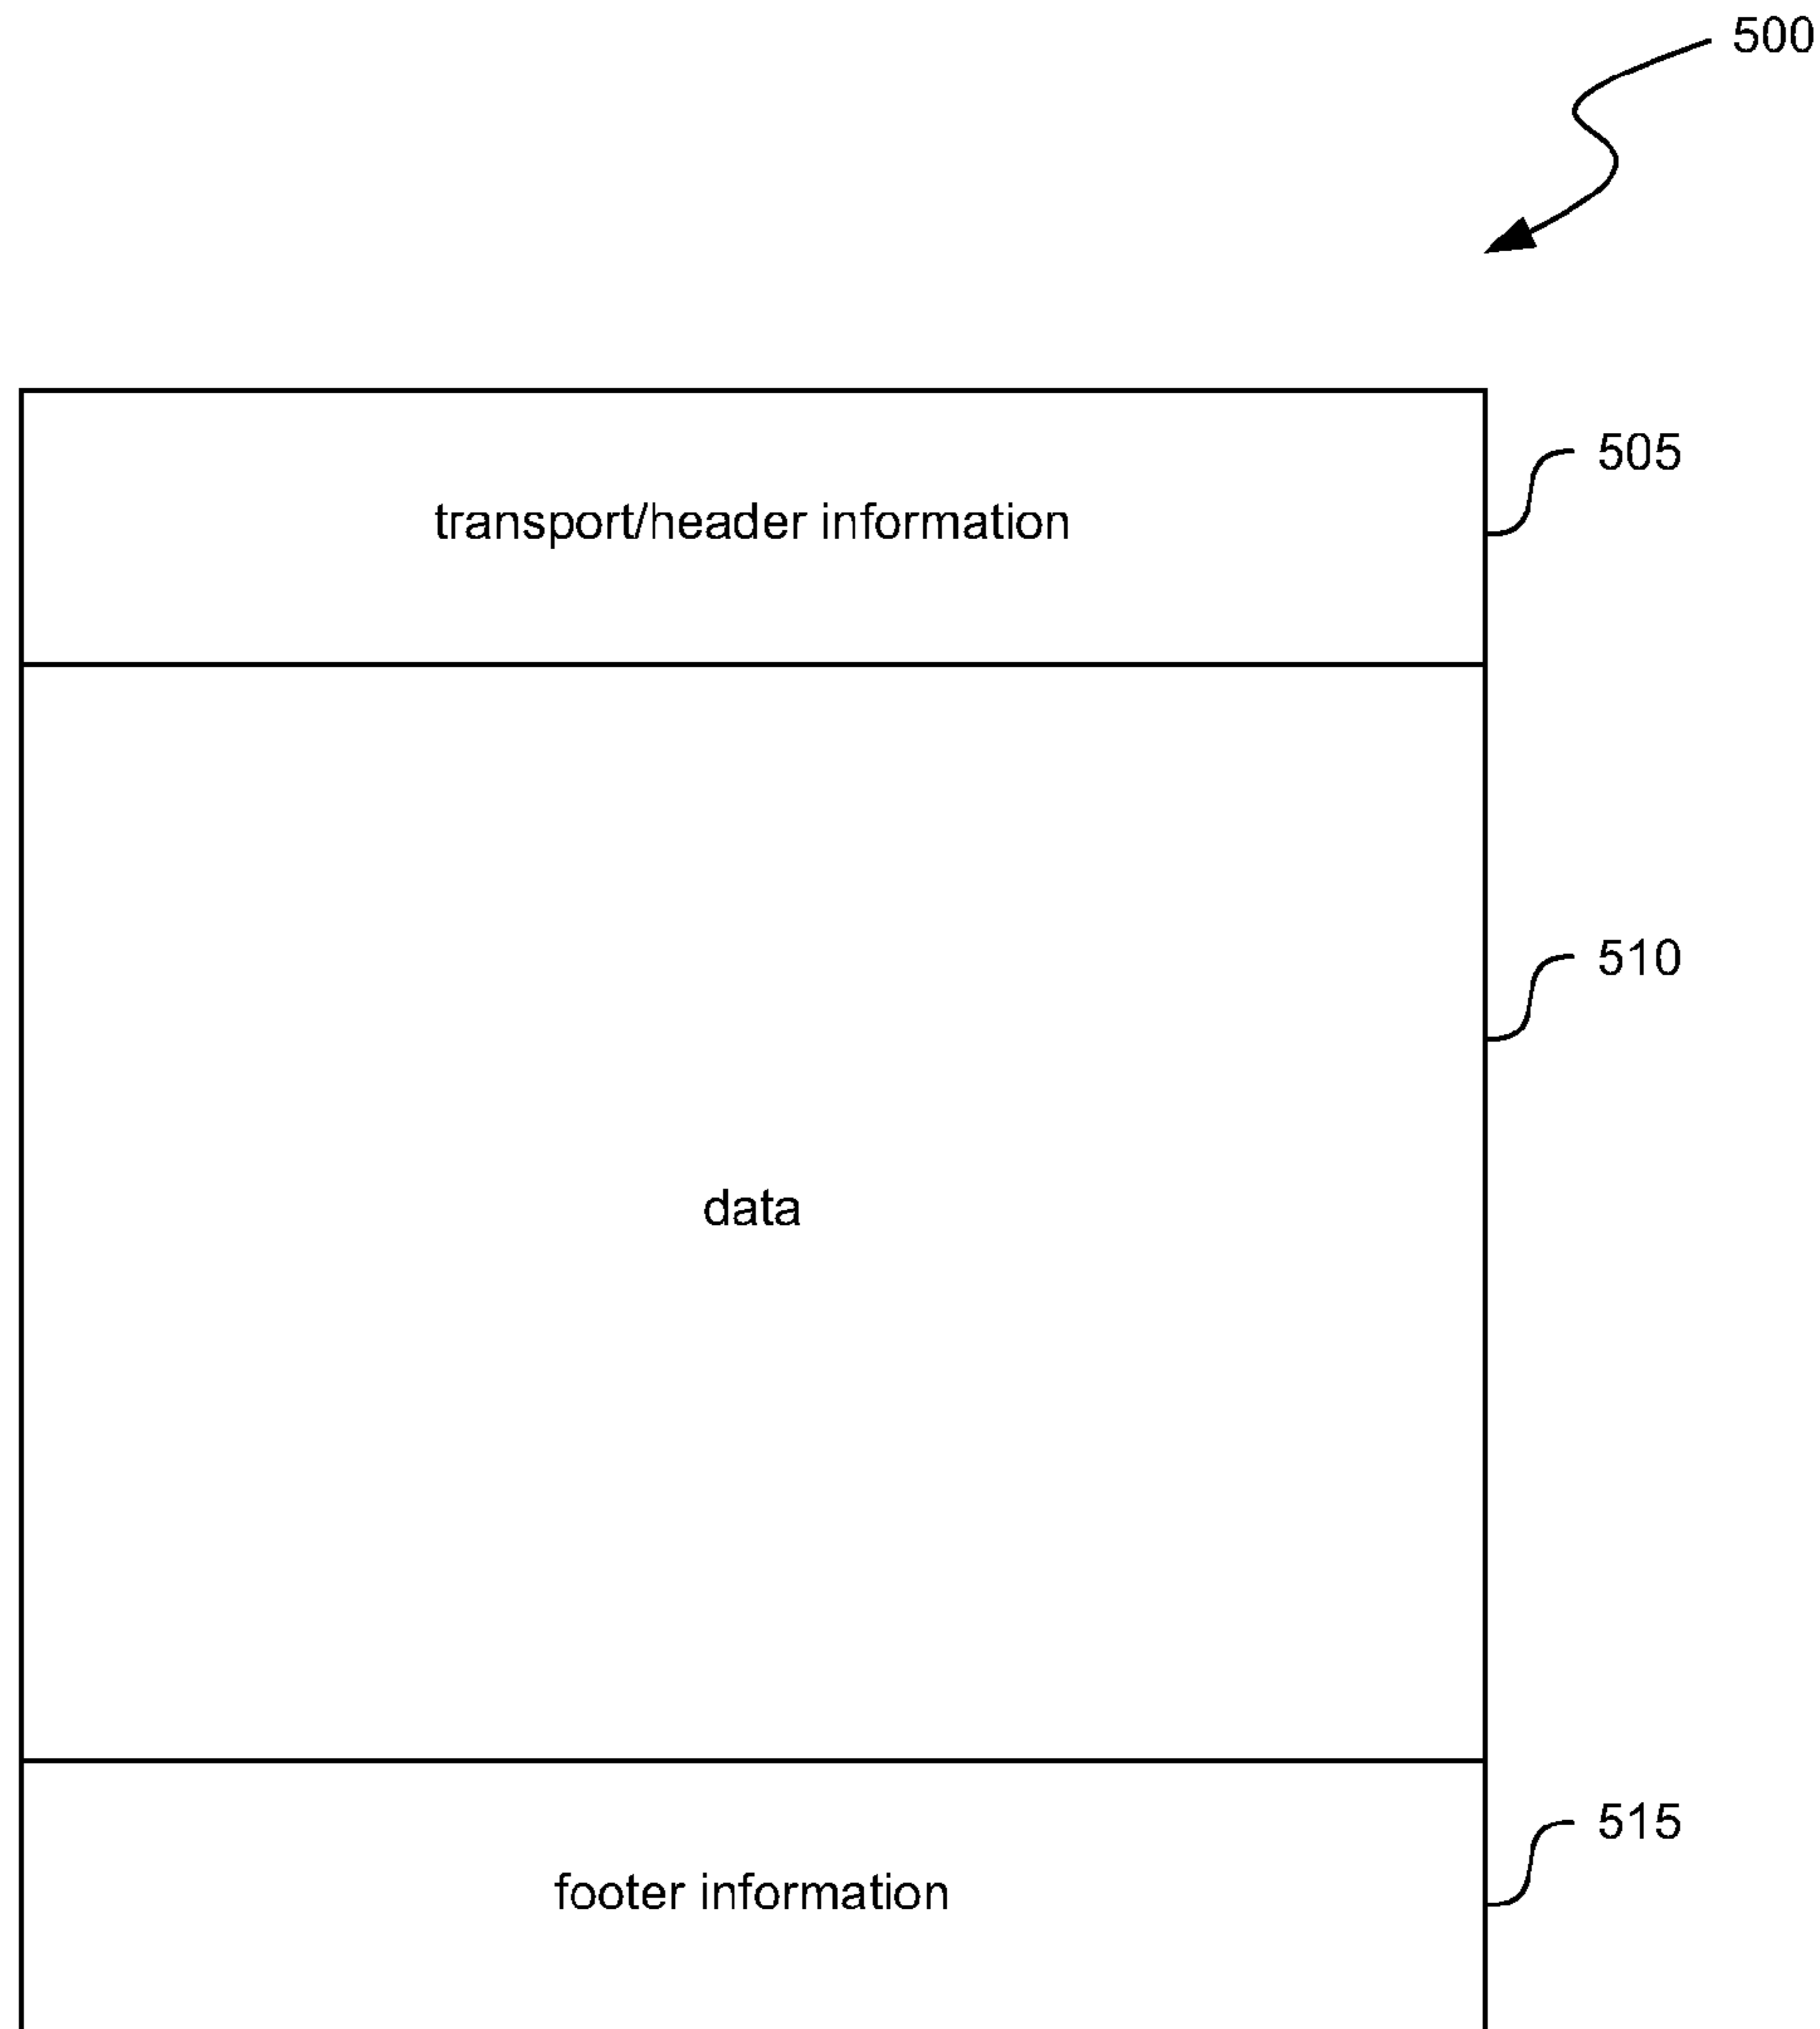 500
505
transport/header information
510
data
515
footer information